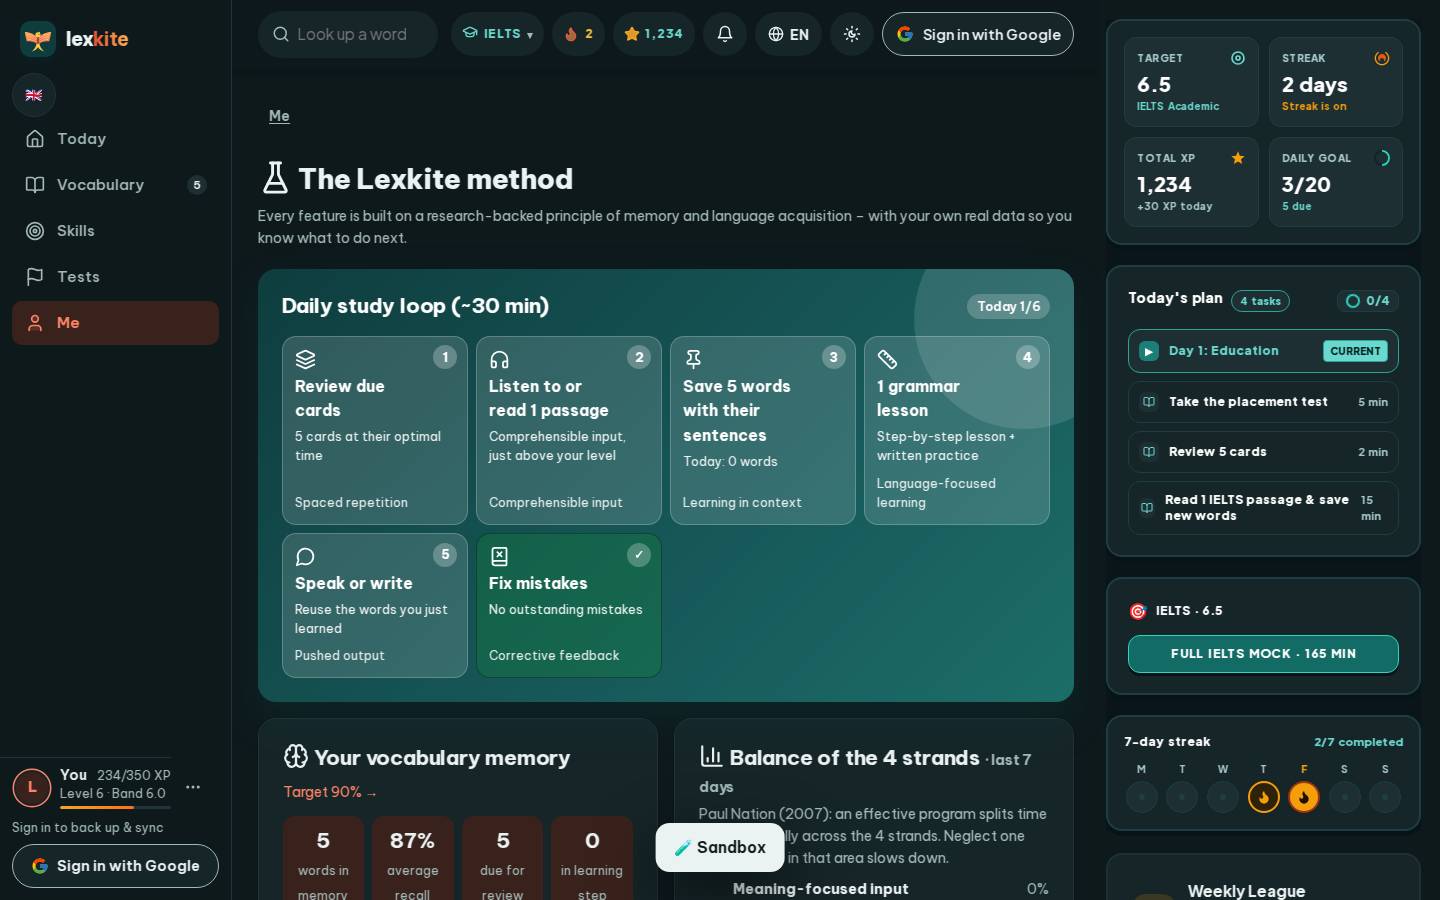 lexkite
Today
Vocabulary 5
Skills
Tests
Me
You 234/350 XP
Level 6 · Band 6.0
Sign in to back up & sync
Sign in with Google
Look up a word
IELTS ▾
2
1,234
EN
Sign in with Google
Me
The Lexkite method
Every feature is built on a research-backed principle of memory and language acquisition – with your own real data so you
know what to do next.
Daily study loop (~30 min)
Today 1/6
1
Review due
cards
5 cards at their optimal
time
Spaced repetition
2
Listen to or
read 1 passage
Comprehensible input,
just above your level
Comprehensible input
3
Save 5 words
with their
sentences
Today: 0 words
Learning in context
4
1 grammar
lesson
Step-by-step lesson +
written practice
Language-focused
learning
5
Speak or write
Reuse the words you just
learned
Pushed output
✓
Fix mistakes
No outstanding mistakes
Corrective feedback
Your vocabulary memory
Target 90% →
5
words in
memory
87%
average
recall
5
due for
review
0
in learning
step
Balance of the 4 strands · last 7
days
Paul Nation (2007): an effective program splits time
lly across the 4 strands. Neglect one
in that area slows down.
Meaning-focused input 0%
Sandbox
TARGET
6.5
IELTS Academic
STREAK
2 days
Streak is on
TOTAL XP
1,234
+30 XP today
DAILY GOAL
3/20
5 due
Today's plan 4 tasks 0/4
Day 1: Education CURRENT
Take the placement test 5 min
Review 5 cards 2 min
Read 1 IELTS passage & save 15
new words min
IELTS · 6.5
FULL IELTS MOCK · 165 MIN
7-day streak 2/7 completed
M T W T F S S
Weekly League
L